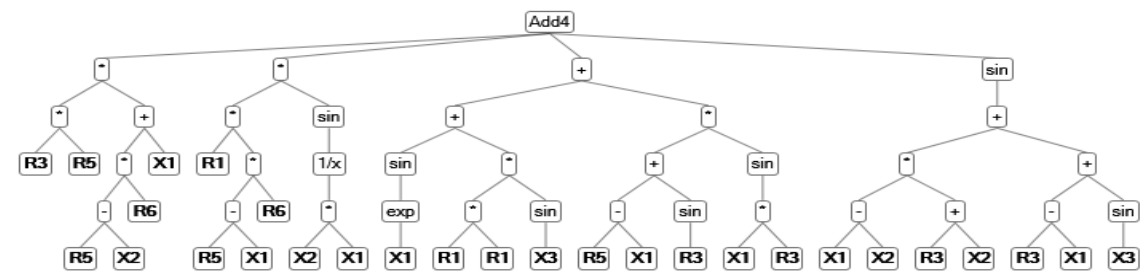 Add4
* * + sin
* + * sin + * +
R3 R5 * X1 R1 * 1/x sin * + sin * +
- R6 - R6 * exp * sin - sin * - + - sin
R5 X2 R5 X1 X2 X1 X1 R1 R1 X3 R5 X1 R3 X1 R3 X1 X2 R3 X2 R3 X1 X3